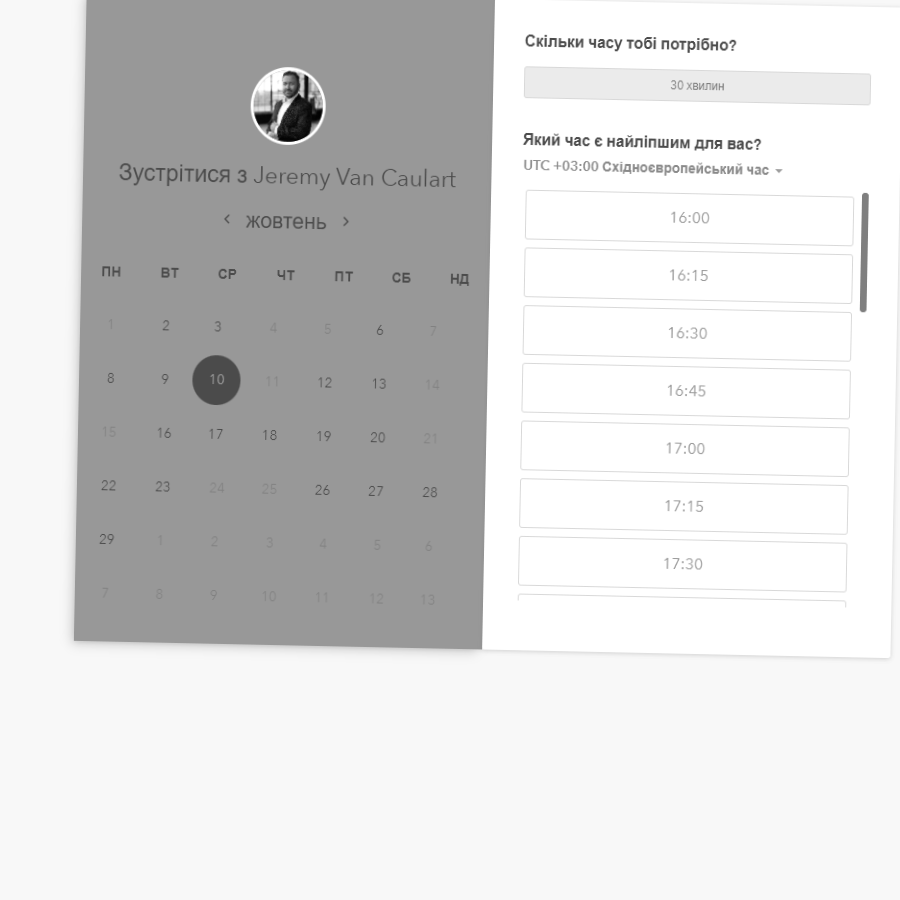 Зустрітися з Jeremy Van Caulart
‹ жовтень ›
ПН ВТ СР ЧТ ПТ СБ НД
1 2 3 4 5 6 7
8 9 10 11 12 13 14
15 16 17 18 19 20 21
22 23 24 25 26 27 28
29 1 2 3 4 5 6
7 8 9 10 11 12 13
Скільки часу тобі потрібно?
30 хвилин
Який час є найліпшим для вас?
UTC +03:00 Східноєвропейський час
16:00
16:15
16:30
16:45
17:00
17:15
17:30